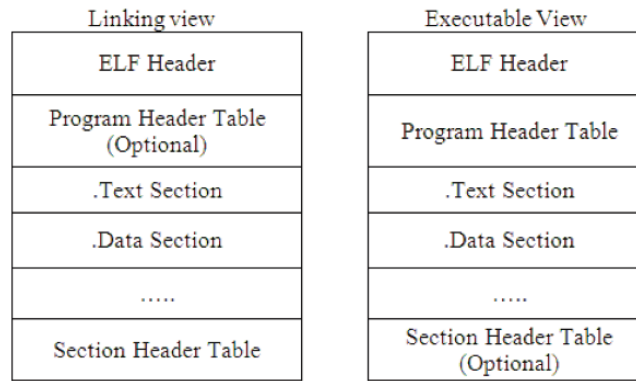 Linking view
ELF Header
Program Header Table
(Optional)
.Text Section
.Data Section
.....
Section Header Table
Executable View
ELF Header
Program Header Table
.Text Section
.Data Section
.....
Section Header Table
(Optional)